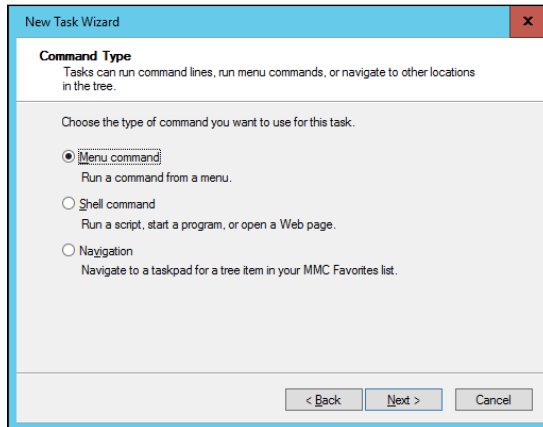 New Task Wizard
x
Command Type
Tasks can run command lines, run menu commands, or navigate to other locations
in the tree.
Choose the type of command you want to use for this task.
Menu command
Run a command from a menu.
Shell command
Run a script, start a program, or open a Web page.
Navigation
Navigate to a taskpad for a tree item in your MMC Favorites list.
< Back Next > Cancel